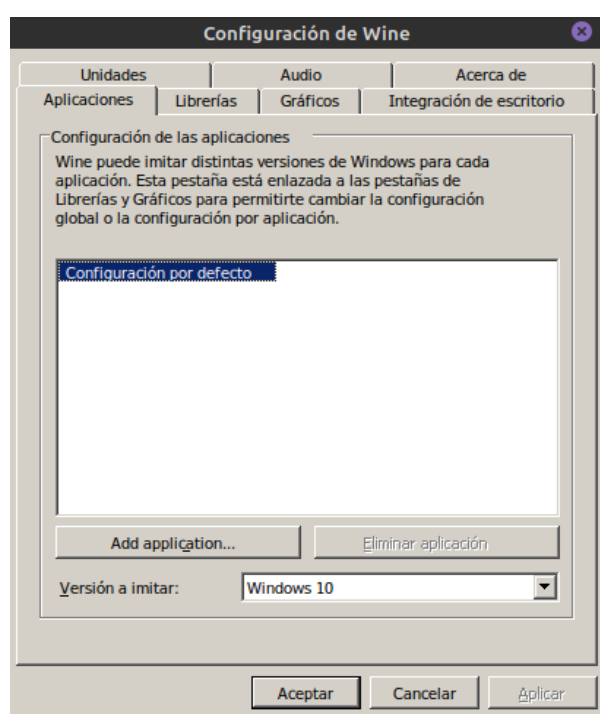 Configuración de Wine
Unidades
Audio
Acerca de
Aplicaciones
Librerías
Gráficos
Integración de escritorio
Configuración de las aplicaciones
Wine puede imitar distintas versiones de Windows para cada
aplicación. Esta pestaña está enlazada a las pestañas de
Librerías y Gráficos para permitirte cambiar la configuración
global o la configuración por aplicación.
Configuración por defecto
Add application...
Eliminar aplicación
Versión a imitar:
Windows 10
Aceptar
Cancelar
Aplicar